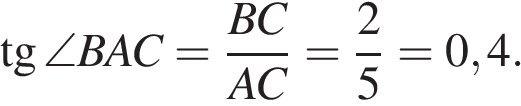 tg ∠BAC = BC/AC = 2/5 = 0,4.